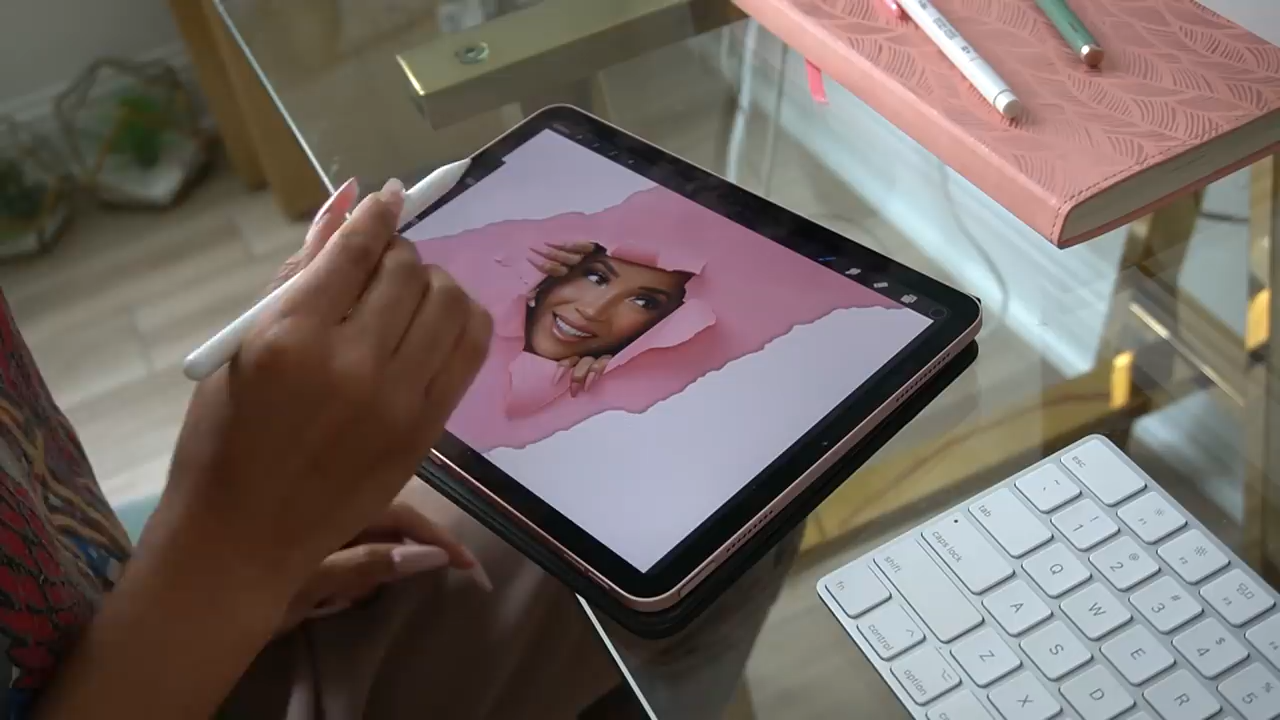 esc
~ `
! 1
@ 2
# 3
$ 4
% 5
tab
Q
W
E
R
caps lock
A
S
D
shift
Z
X
fn
control
option